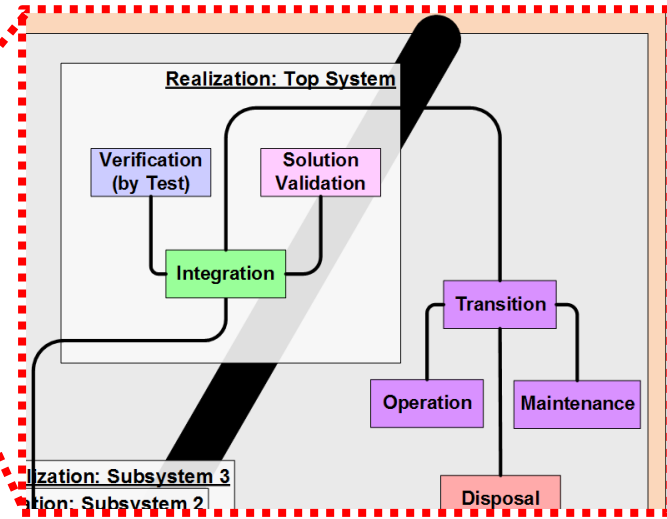 Realization: Top System
Verification
(by Test)
Solution
Validation
Integration
Transition
Operation
Maintenance
lization: Subsystem 3
ation: Subsystem 2
Disposal